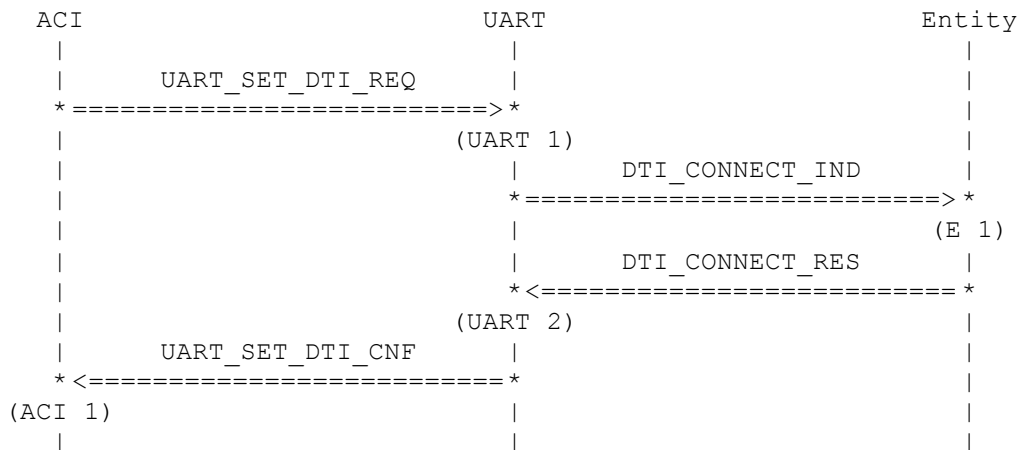 ACI UART Entity
| | |
| UART_SET_DTI_REQ | |
*==========================>* |
| (UART 1) |
| | DTI_CONNECT_IND |
| *==========================>*
| | (E 1)
| | DTI_CONNECT_RES |
| *<==========================*
| (UART 2) |
| UART_SET_DTI_CNF | |
*<==========================* |
(ACI 1) | |
| | |